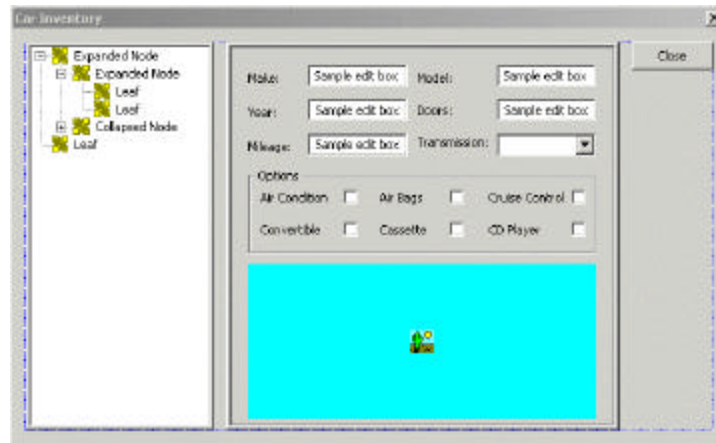 Car Inventory
Expanded Node
Expanded Node
Leaf
Leaf
Collapsed Node
Leaf
Make: Sample edit box Model: Sample edit box
Year: Sample edit box Doors: Sample edit box
Mileage: Sample edit box Transmission:
Options
Air Condition Air Bags Cruise Control
Convertible Cassette CD Player
Close